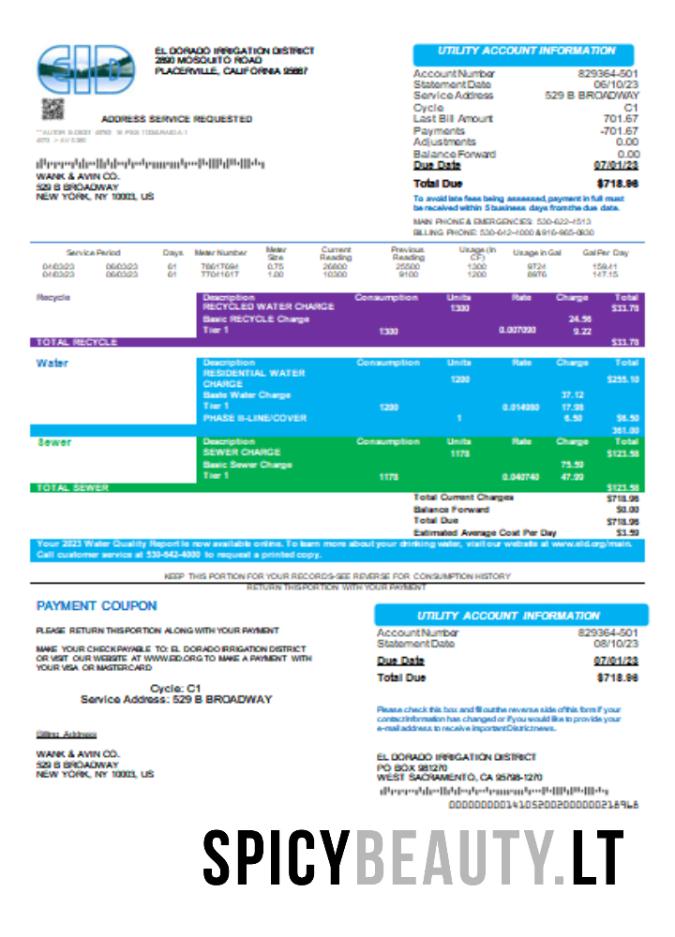 EID
EL DORADO IRRIGATION DISTRICT
2890 MOSQUITO ROAD
PLACERVILLE, CALIFORNIA 95667
ADDRESS SERVICE REQUESTED
WANK & AVIN CO.
529 B BROADWAY
NEW YORK, NY 10003, US
UTILITY ACCOUNT INFORMATION
Account Number 829364-501
Statement Date 06/10/23
Service Address 529 B BROADWAY
Cycle C1
Last Bill Amount 701.67
Payments -701.67
Adjustments 0.00
Balance Forward 0.00
Due Date 07/01/23
Total Due $718.96
To avoid late fees being assessed, payment in full must
be received within 5 business days from the due date.
MAIN PHONE & EMERGENCIES: 530-622-4513
BILLING PHONE: 530-642-4000 & 916-965-0930
Service Period Days Meter Number Meter Size Current Reading Previous Reading Usage (in CF) Usage in Gal Gal Per Day
04/03/23 06/03/23 61 78617694 0.75 26800 25500 1300 9724 159.41
04/03/23 06/03/23 61 77041617 1.00 10300 9100 1200 8976 147.15
Recycle Description Consumption Units Rate Charge Total
RECYCLED WATER CHARGE 1300 $33.78
Basic RECYCLE Charge 24.56
Tier 1 1300 0.007090 9.22
TOTAL RECYCLE $33.78
Water Description Consumption Units Rate Charge Total
RESIDENTIAL WATER
CHARGE 1200 $255.10
Basic Water Charge 37.12
Tier 1 1200 0.014980 17.98
PHASE III-LINE/COVER 1 6.50 $6.50
361.00
Sewer Description Consumption Units Rate Charge Total
SEWER CHARGE 1178 $123.58
Basic Sewer Charge 75.59
Tier 1 1178 0.040740 47.99
TOTAL SEWER $123.58
Total Current Charges $718.96
Balance Forward $0.00
Total Due $718.96
Estimated Average Cost Per Day $3.59
Your 2023 Water Quality Report is now available online. To learn more about your drinking water, visit our website at www.eid.org/main.
Call customer service at 530-642-4000 to request a printed copy.
KEEP THIS PORTION FOR YOUR RECORDS-SEE REVERSE FOR CONSUMPTION HISTORY
RETURN THIS PORTION WITH YOUR PAYMENT
PAYMENT COUPON
PLEASE RETURN THIS PORTION ALONG WITH YOUR PAYMENT
MAKE YOUR CHECK PAYABLE TO: EL DORADO IRRIGATION DISTRICT
OR VISIT OUR WEBSITE AT WWW.EID.ORG TO MAKE A PAYMENT WITH
YOUR VISA OR MASTERCARD
Cycle: C1
Service Address: 529 B BROADWAY
Billing Address
WANK & AVIN CO.
529 B BROADWAY
NEW YORK, NY 10003, US
UTILITY ACCOUNT INFORMATION
Account Number 829364-501
Statement Date 08/10/23
Due Date 07/01/23
Total Due $718.96
Please check this box and fill out the reverse side of this form if your
contact information has changed or if you would like to provide your
e-mail address to receive important District news.
EL DORADO IRRIGATION DISTRICT
PO BOX 981270
WEST SACRAMENTO, CA 95798-1270
SPICYBEAUTY.LT